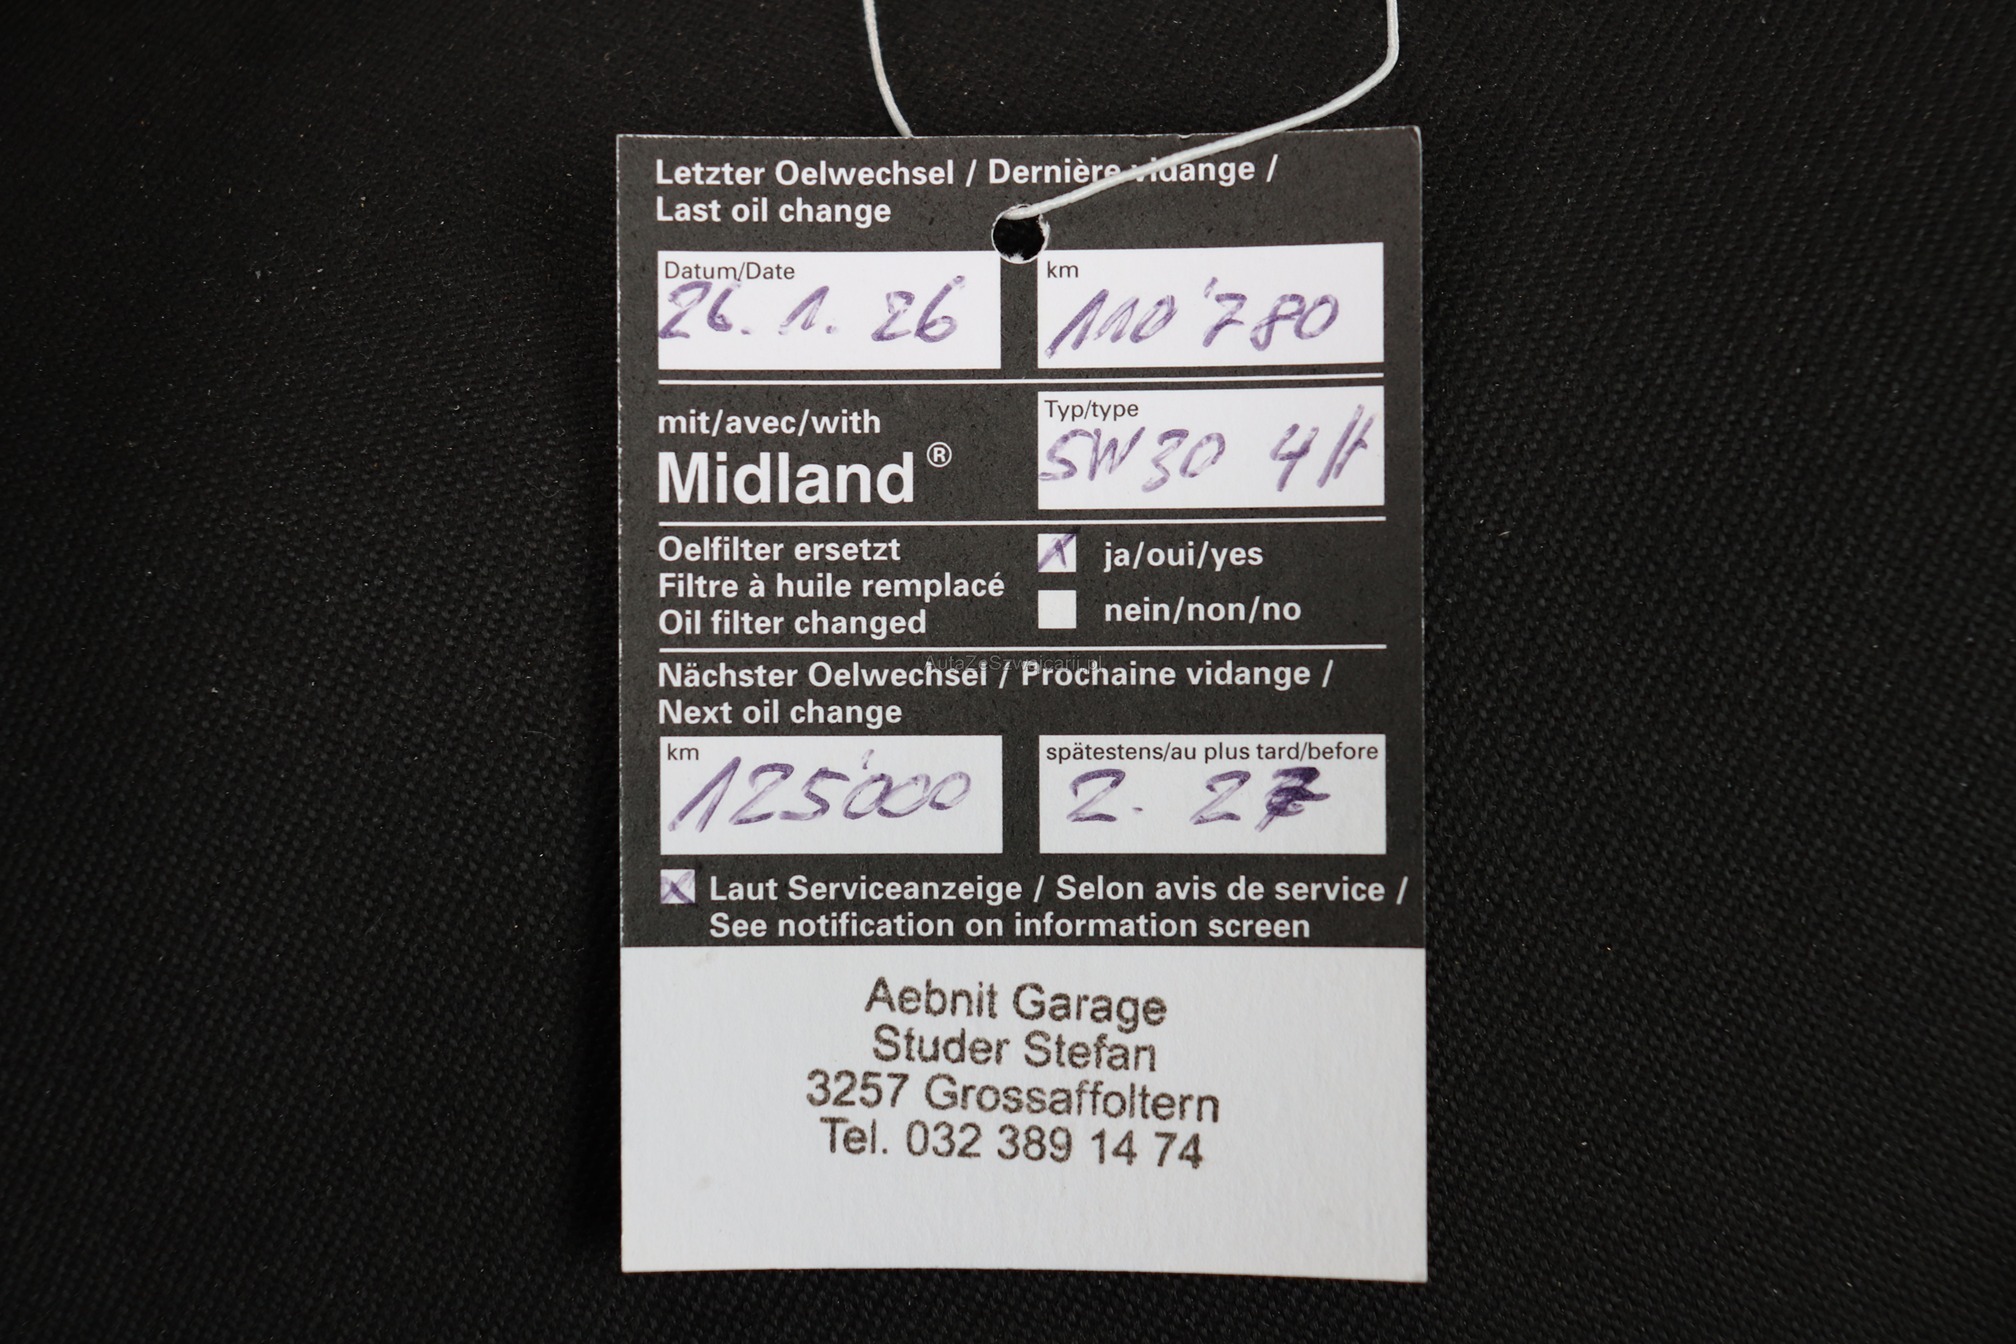 Letzter Oelwechsel / Dernière vidange /
Last oil change
Datum/Date
26. 1. 26
km
110'780
mit/avec/with
Midland®
Typ/type
5W30 4
Oelfilter ersetzt
Filtre à huile remplacé
Oil filter changed
ja/oui/yes
nein/non/no
AutaZeSzwajcarii.pl
Nächster Oelwechsel / Prochaine vidange /
Next oil change
km
125'000
spätestens/au plus tard/before
2. 27
Laut Serviceanzeige / Selon avis de service /
See notification on information screen
Aebnit Garage
Studer Stefan
3257 Grossaffoltern
Tel. 032 389 14 74